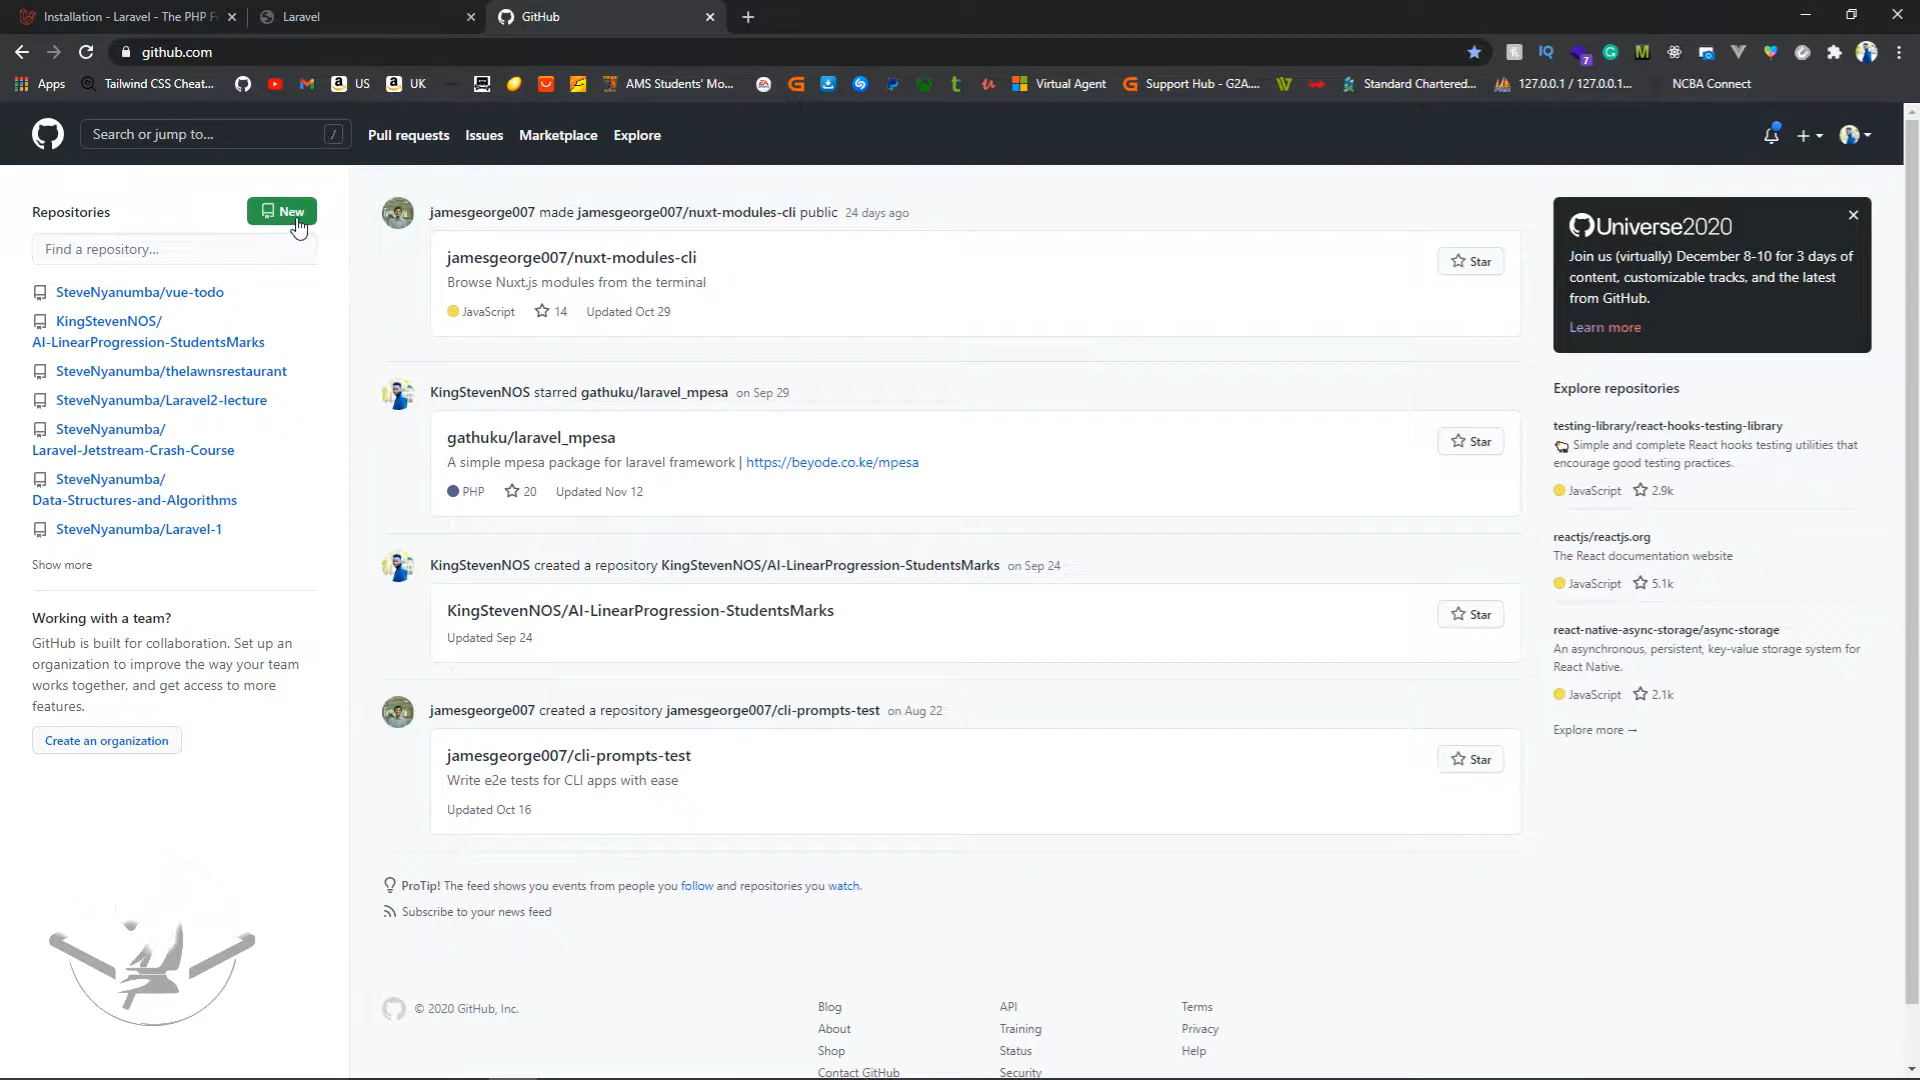 Installation - Laravel - The PHP F
Laravel
GitHub
github.com
7
Apps
Tailwind CSS Cheat...
US
UK
AMS Students' Mo...
Virtual Agent
Support Hub - G2A....
Standard Chartered...
127.0.0.1 / 127.0.0.1...
NCBA Connect
Search or jump to...
/
Pull requests
Issues
Marketplace
Explore
Repositories
New
Find a repository...
SteveNyanumba/vue-todo
KingStevenNOS/
AI-LinearProgression-StudentsMarks
SteveNyanumba/thelawnsrestaurant
SteveNyanumba/Laravel2-lecture
SteveNyanumba/
Laravel-Jetstream-Crash-Course
SteveNyanumba/
Data-Structures-and-Algorithms
SteveNyanumba/Laravel-1
Show more
Working with a team?
GitHub is built for collaboration. Set up an
organization to improve the way your team
works together, and get access to more
features.
Create an organization
jamesgeorge007 made jamesgeorge007/nuxt-modules-cli public 24 days ago
jamesgeorge007/nuxt-modules-cli
Star
Browse Nuxt.js modules from the terminal
JavaScript 14 Updated Oct 29
KingStevenNOS starred gathuku/laravel_mpesa on Sep 29
gathuku/laravel_mpesa
Star
A simple mpesa package for laravel framework | https://beyode.co.ke/mpesa
PHP 20 Updated Nov 12
KingStevenNOS created a repository KingStevenNOS/AI-LinearProgression-StudentsMarks on Sep 24
KingStevenNOS/AI-LinearProgression-StudentsMarks
Star
Updated Sep 24
jamesgeorge007 created a repository jamesgeorge007/cli-prompts-test on Aug 22
jamesgeorge007/cli-prompts-test
Star
Write e2e tests for CLI apps with ease
Updated Oct 16
ProTip! The feed shows you events from people you follow and repositories you watch.
Subscribe to your news feed
Universe2020
Join us (virtually) December 8-10 for 3 days of
content, customizable tracks, and the latest
from GitHub.
Learn more
Explore repositories
testing-library/react-hooks-testing-library
Simple and complete React hooks testing utilities that
encourage good testing practices.
JavaScript 2.9k
reactjs/reactjs.org
The React documentation website
JavaScript 5.1k
react-native-async-storage/async-storage
An asynchronous, persistent, key-value storage system for
React Native.
JavaScript 2.1k
Explore more →
© 2020 GitHub, Inc.
Blog
About
Shop
Contact GitHub
API
Training
Status
Security
Terms
Privacy
Help